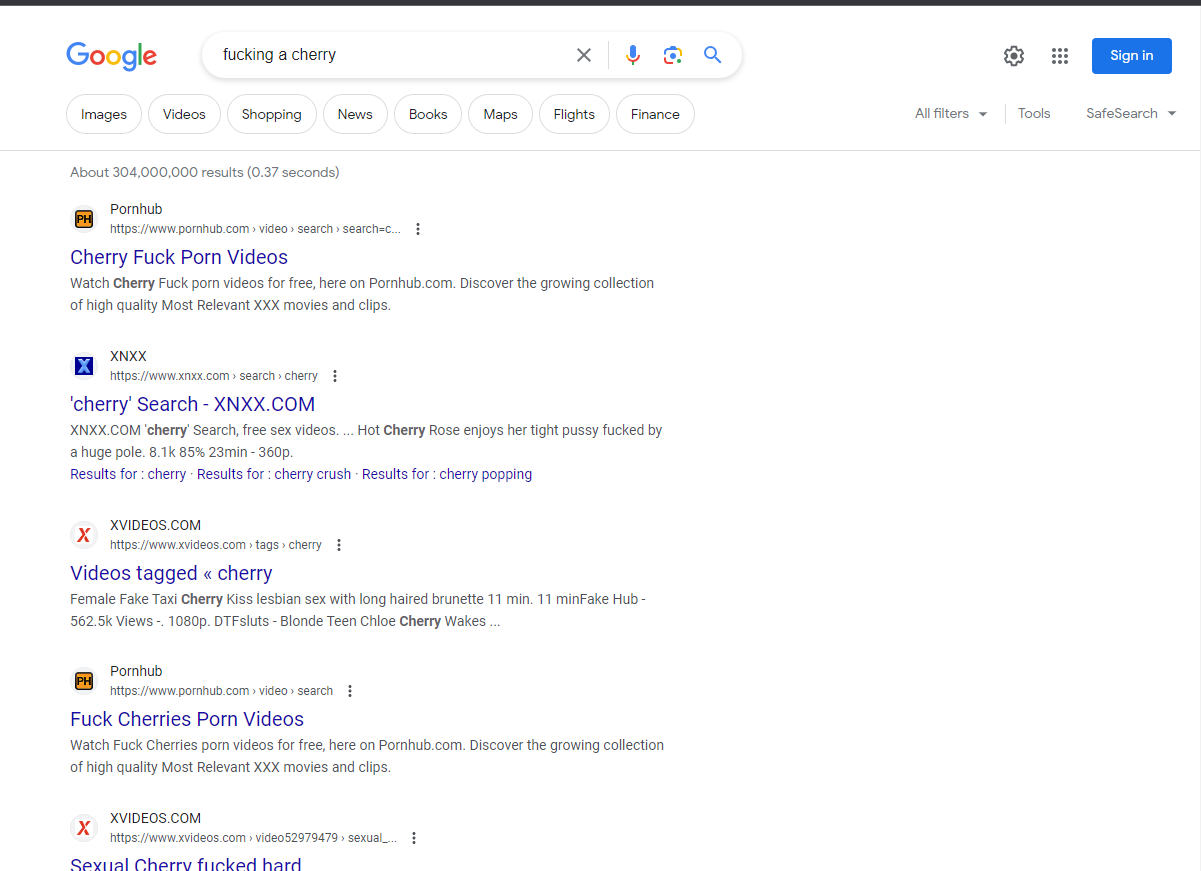 Google
fucking a cherry
Sign in
Images
Videos
Shopping
News
Books
Maps
Flights
Finance
All filters
Tools
SafeSearch
About 304,000,000 results (0.37 seconds)
PH
Pornhub
https://www.pornhub.com › video › search › search=c...
Cherry Fuck Porn Videos
Watch Cherry Fuck porn videos for free, here on Pornhub.com. Discover the growing collection
of high quality Most Relevant XXX movies and clips.
X
XNXX
https://www.xnxx.com › search › cherry
'cherry' Search - XNXX.COM
XNXX.COM 'cherry' Search, free sex videos. ... Hot Cherry Rose enjoys her tight pussy fucked by
a huge pole. 8.1k 85% 23min - 360p.
Results for : cherry · Results for : cherry crush · Results for : cherry popping
X
XVIDEOS.COM
https://www.xvideos.com › tags › cherry
Videos tagged « cherry
Female Fake Taxi Cherry Kiss lesbian sex with long haired brunette 11 min. 11 minFake Hub -
562.5k Views -. 1080p. DTFsluts - Blonde Teen Chloe Cherry Wakes ...
PH
Pornhub
https://www.pornhub.com › video › search
Fuck Cherries Porn Videos
Watch Fuck Cherries porn videos for free, here on Pornhub.com. Discover the growing collection
of high quality Most Relevant XXX movies and clips.
X
XVIDEOS.COM
https://www.xvideos.com › video52979479 › sexual_...
Sexual Cherry fucked hard